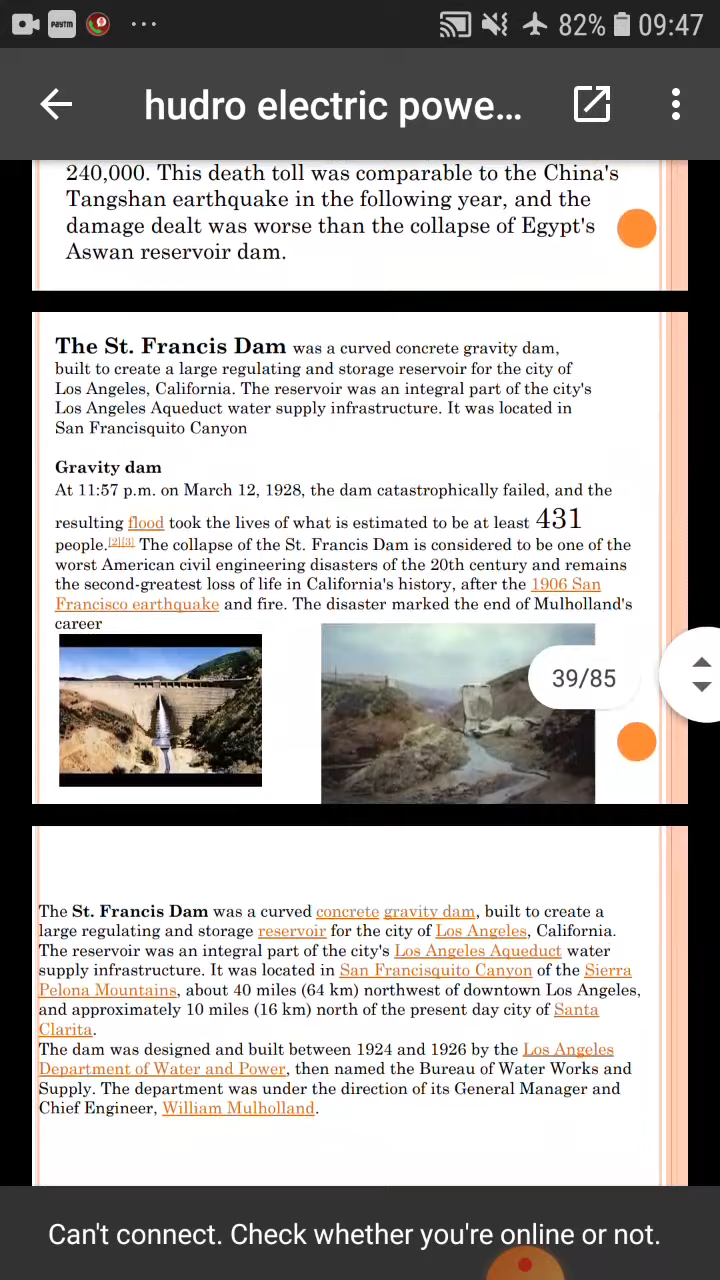 Paytm
82%
09:47
hudro electric powe...
240,000. This death toll was comparable to the China's
Tangshan earthquake in the following year, and the
damage dealt was worse than the collapse of Egypt's
Aswan reservoir dam.
The St. Francis Dam was a curved concrete gravity dam,
built to create a large regulating and storage reservoir for the city of
Los Angeles, California. The reservoir was an integral part of the city's
Los Angeles Aqueduct water supply infrastructure. It was located in
San Francisquito Canyon
Gravity dam
At 11:57 p.m. on March 12, 1928, the dam catastrophically failed, and the
resulting flood took the lives of what is estimated to be at least 431
people.[2][3] The collapse of the St. Francis Dam is considered to be one of the
worst American civil engineering disasters of the 20th century and remains
the second-greatest loss of life in California's history, after the 1906 San
Francisco earthquake and fire. The disaster marked the end of Mulholland's
career
39/85
The St. Francis Dam was a curved concrete gravity dam, built to create a
large regulating and storage reservoir for the city of Los Angeles, California.
The reservoir was an integral part of the city's Los Angeles Aqueduct water
supply infrastructure. It was located in San Francisquito Canyon of the Sierra
Pelona Mountains, about 40 miles (64 km) northwest of downtown Los Angeles,
and approximately 10 miles (16 km) north of the present day city of Santa
Clarita.
The dam was designed and built between 1924 and 1926 by the Los Angeles
Department of Water and Power, then named the Bureau of Water Works and
Supply. The department was under the direction of its General Manager and
Chief Engineer, William Mulholland.
Can't connect. Check whether you're online or not.